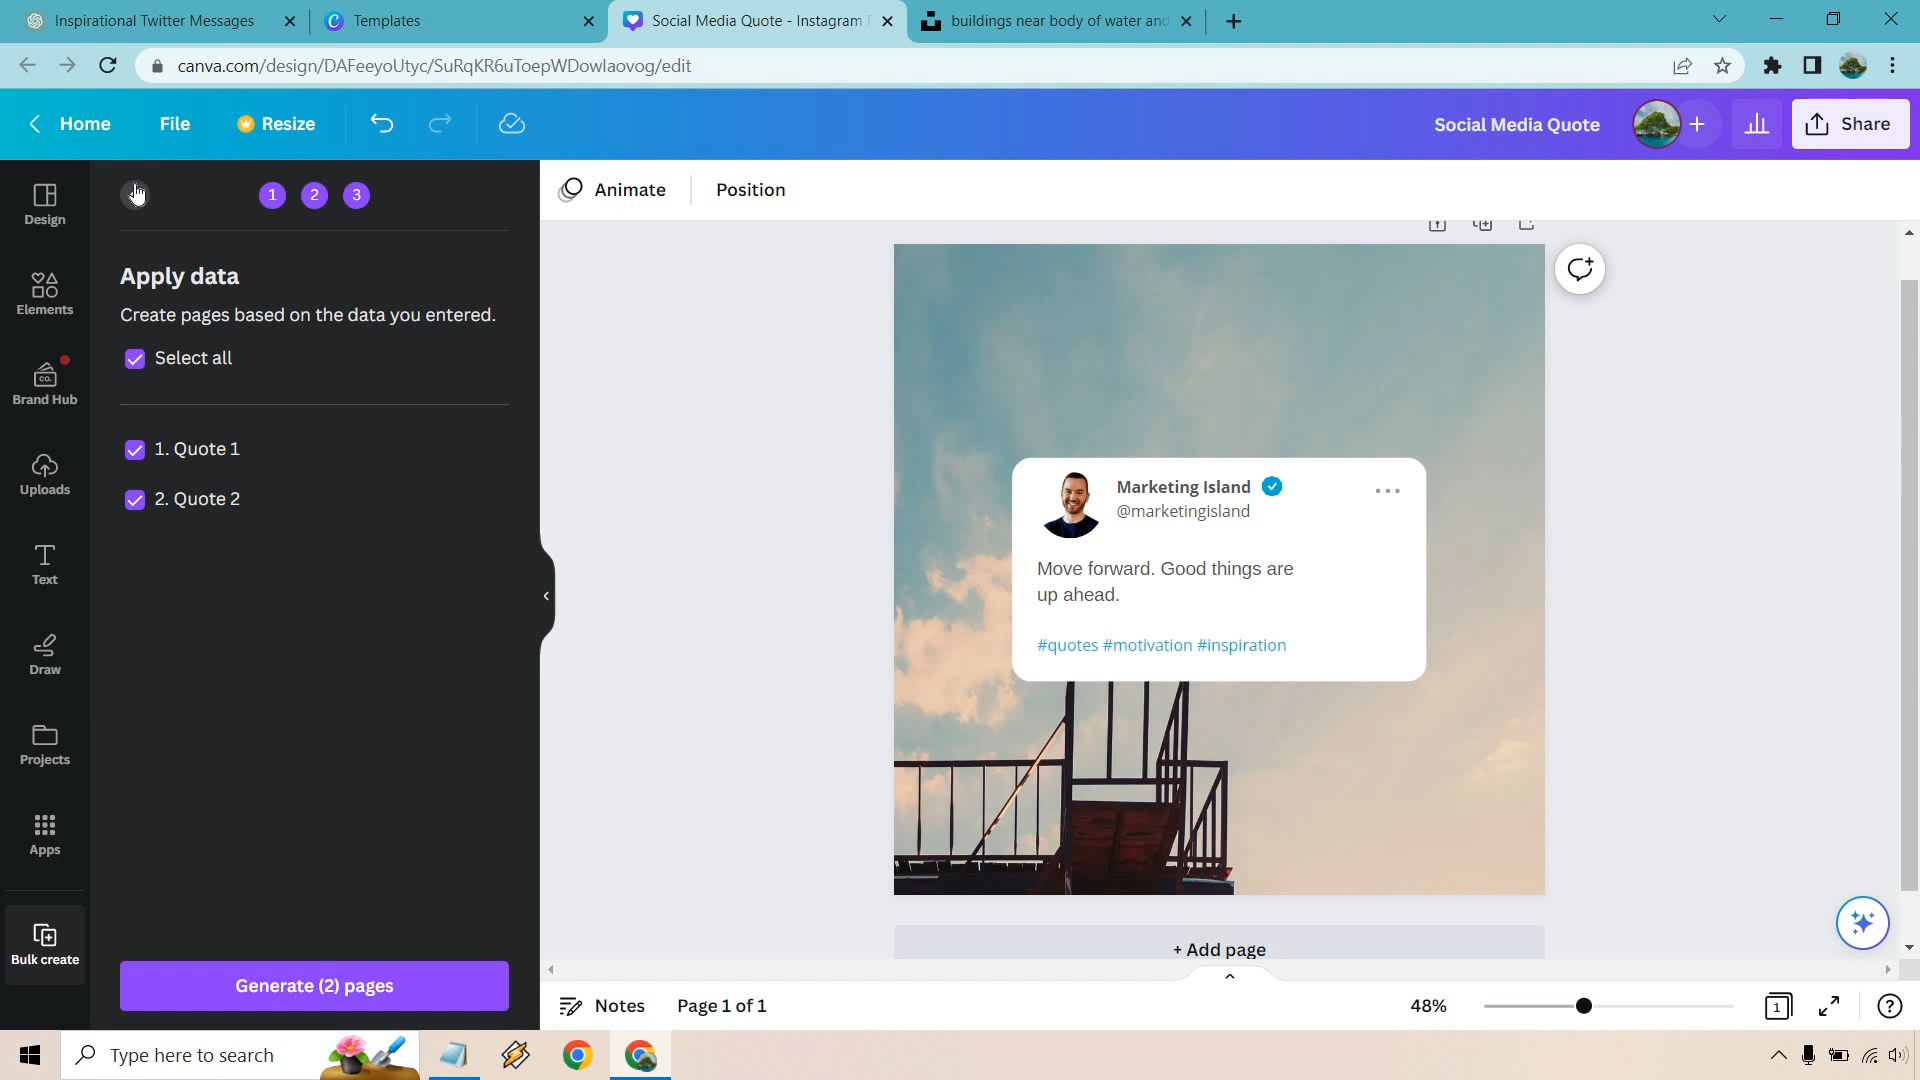 Inspirational Twitter Messages
Templates
Social Media Quote - Instagram
buildings near body of water and
canva.com/design/DAFeeyoUtyc/SuRqKR6uToepWDowlaovog/edit
Home
File
Resize
Social Media Quote
Share
Design
Elements
CO.
Brand Hub
Uploads
Text
Draw
Projects
Apps
Bulk create
1 2 3
Apply data
Create pages based on the data you entered.
Select all
1. Quote 1
2. Quote 2
Generate (2) pages
Animate
Position
Marketing Island
@marketingisland
Move forward. Good things are
up ahead.
#quotes #motivation #inspiration
+ Add page
Notes
Page 1 of 1
48%
1
Type here to search